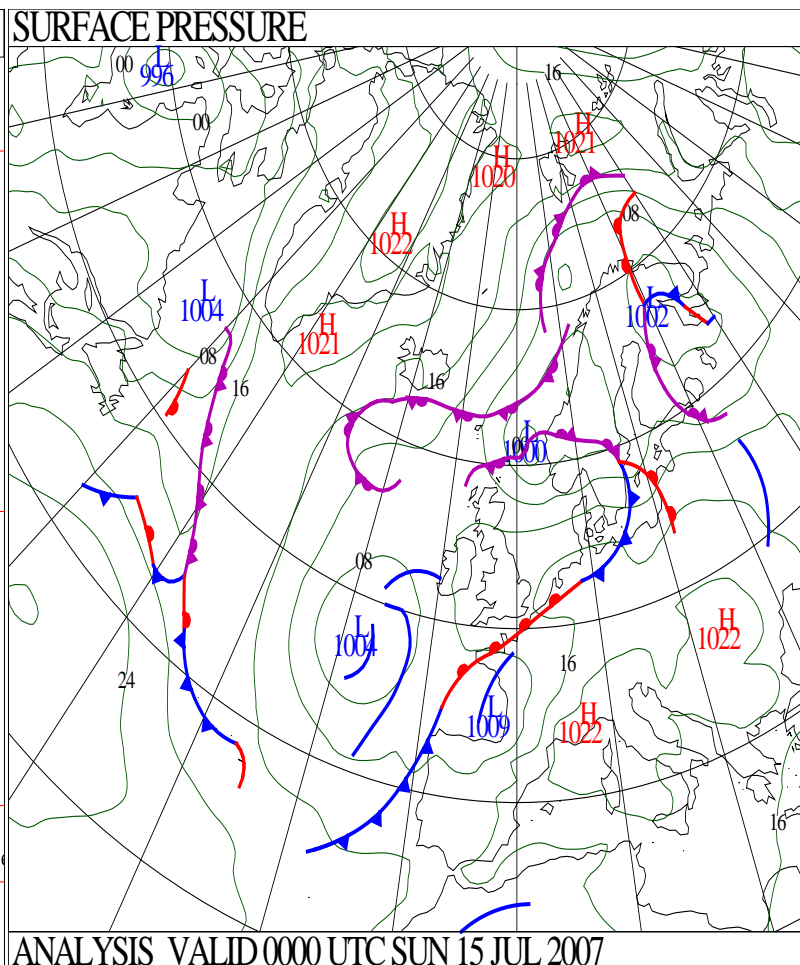 SURFACE PRESSURE
00
L
996
16
00
H
1021
H
1020
08
H
1022
L
1004
L
1002
H
1021
08
16
16
L
1000
08
L
1004
H
1022
16
24
L
1009
H
1022
16
ANALYSIS VALID 0000 UTC SUN 15 JUL 2007